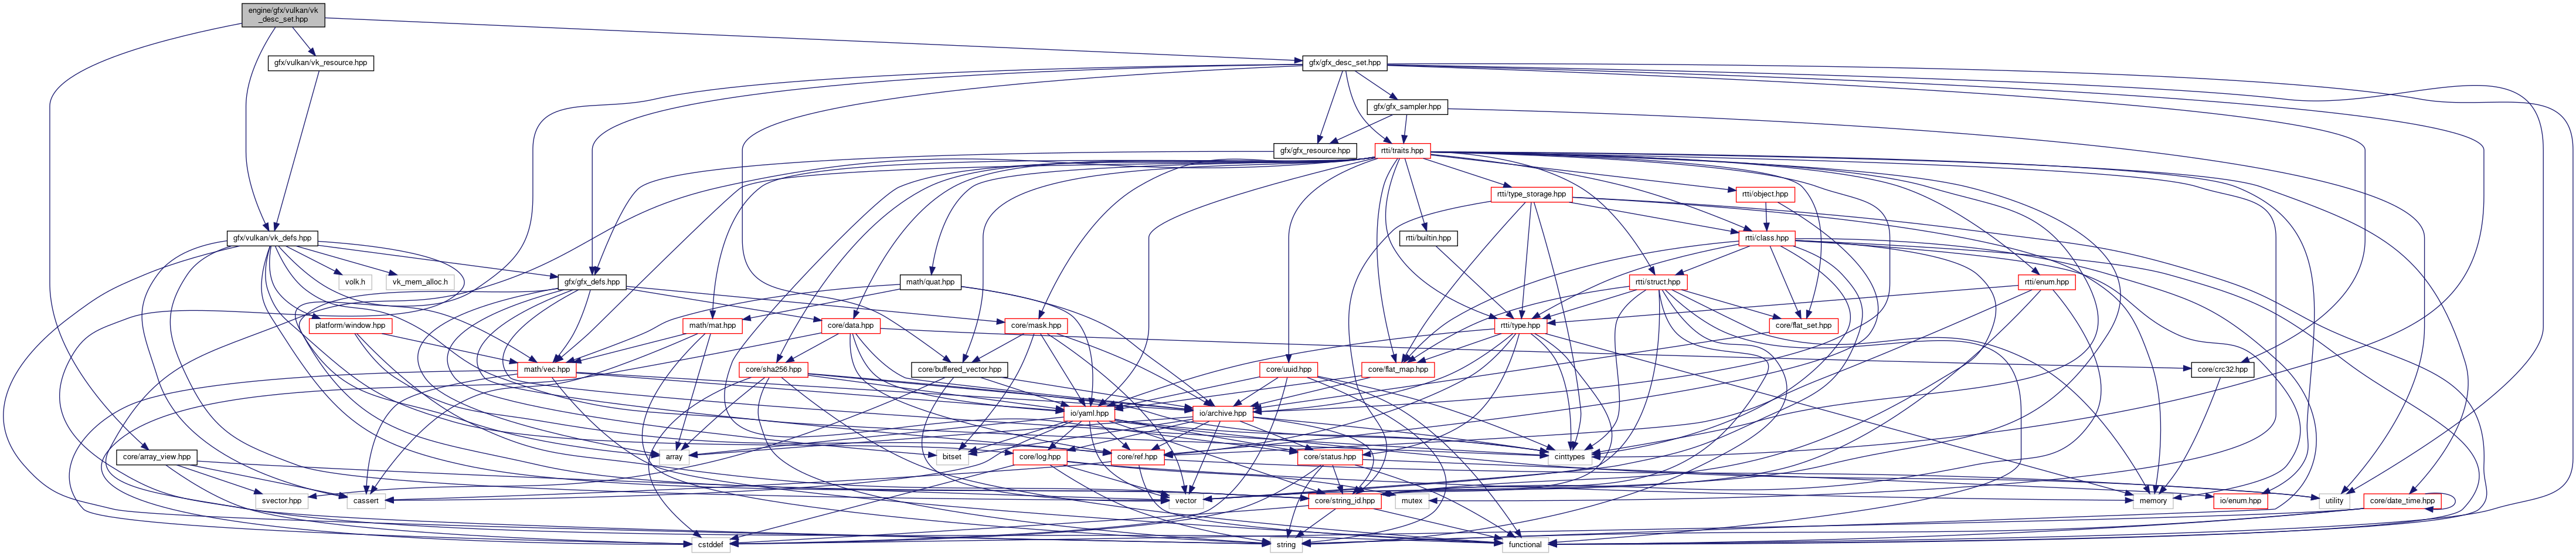 engine/gfx/vulkan/vk
_desc_set.hpp
gfx/vulkan/vk_resource.hpp
gfx/gfx_desc_set.hpp
gfx/gfx_sampler.hpp
gfx/gfx_resource.hpp
rtti/traits.hpp
rtti/type_storage.hpp
rtti/object.hpp
gfx/vulkan/vk_defs.hpp
rtti/builtin.hpp
rtti/class.hpp
volk.h
vk_mem_alloc.h
gfx/gfx_defs.hpp
math/quat.hpp
rtti/struct.hpp
rtti/enum.hpp
platform/window.hpp
math/mat.hpp
core/data.hpp
core/mask.hpp
rtti/type.hpp
core/flat_set.hpp
math/vec.hpp
core/sha256.hpp
core/buffered_vector.hpp
core/uuid.hpp
core/flat_map.hpp
core/crc32.hpp
io/yaml.hpp
io/archive.hpp
core/array_view.hpp
array
bitset
core/log.hpp
core/ref.hpp
core/status.hpp
cinttypes
svector.hpp
cassert
vector
core/string_id.hpp
mutex
memory
io/enum.hpp
utility
core/date_time.hpp
cstddef
string
functional